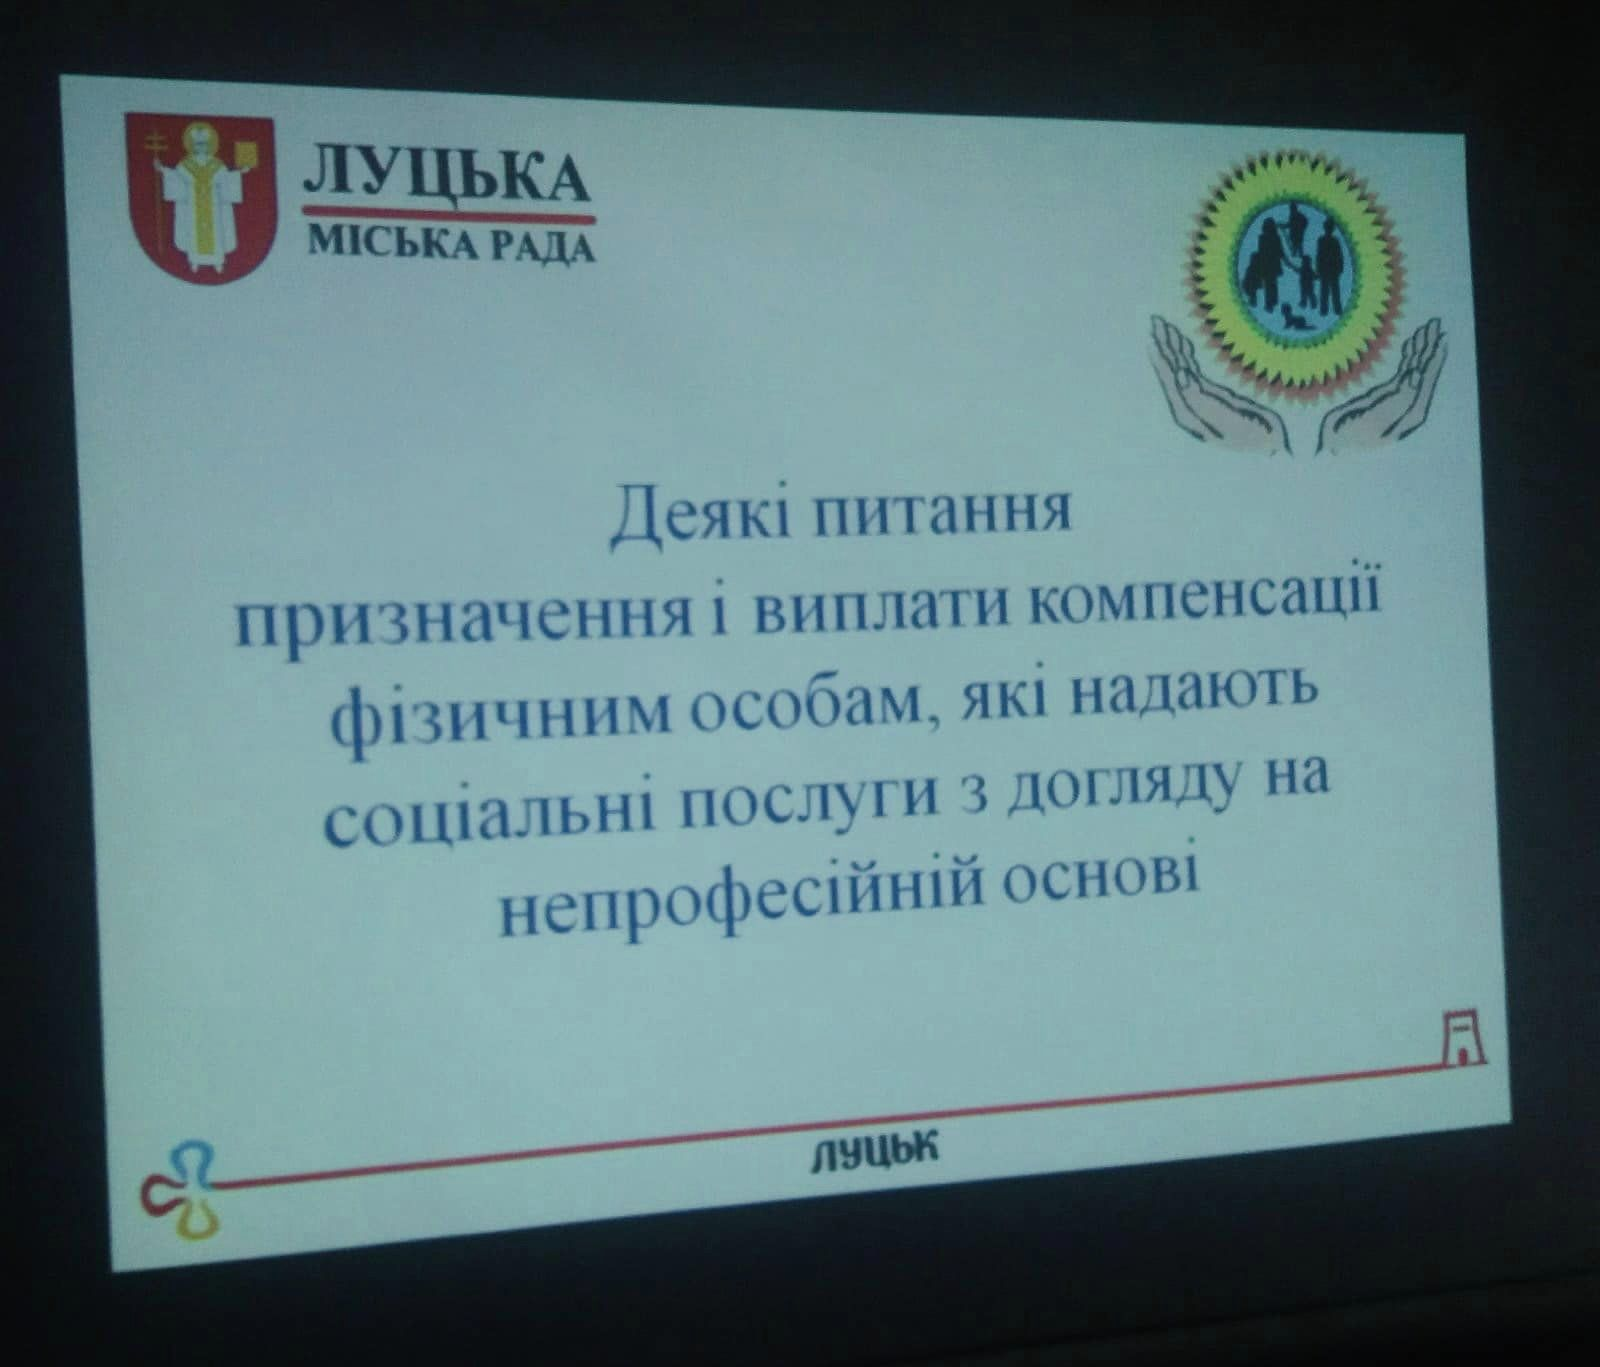 ЛУЦЬКА
МІСЬКА РАДА
Деякі питання
призначення і виплати компенсації
фізичним особам, які надають
соціальні послуги з догляду на
непрофесійній основі
ЛУЦЬК